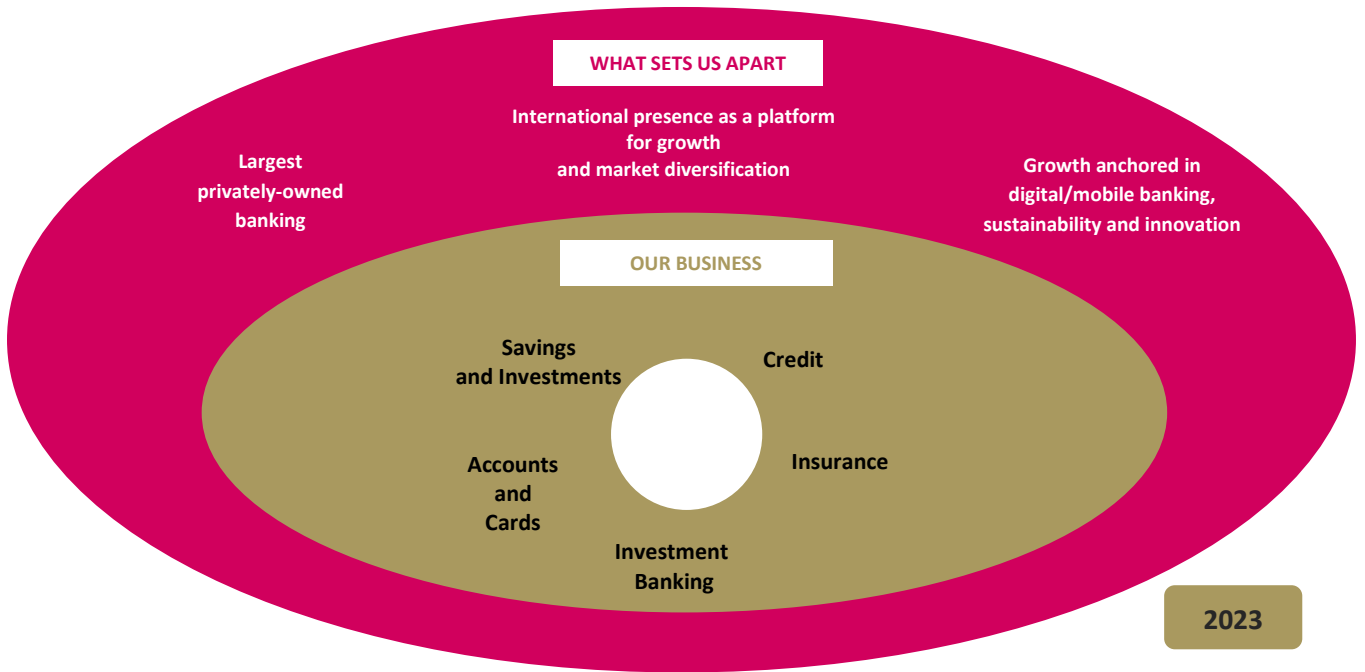 WHAT SETS US APART
International presence as a platform
for growth
and market diversification
Largest
privately-owned
banking
Growth anchored in
digital/mobile banking,
sustainability and innovation
OUR BUSINESS
Savings
and Investments
Credit
Accounts
and
Cards
Insurance
Investment
Banking
2023